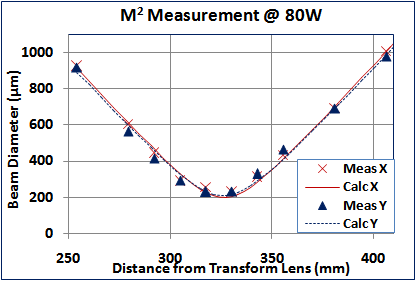 M² Measurement @ 80W
Beam Diameter (µm)
1000
800
600
400
200
0
250
300
350
400
Distance from Transform Lens (mm)
Meas X
Calc X
Meas Y
Calc Y